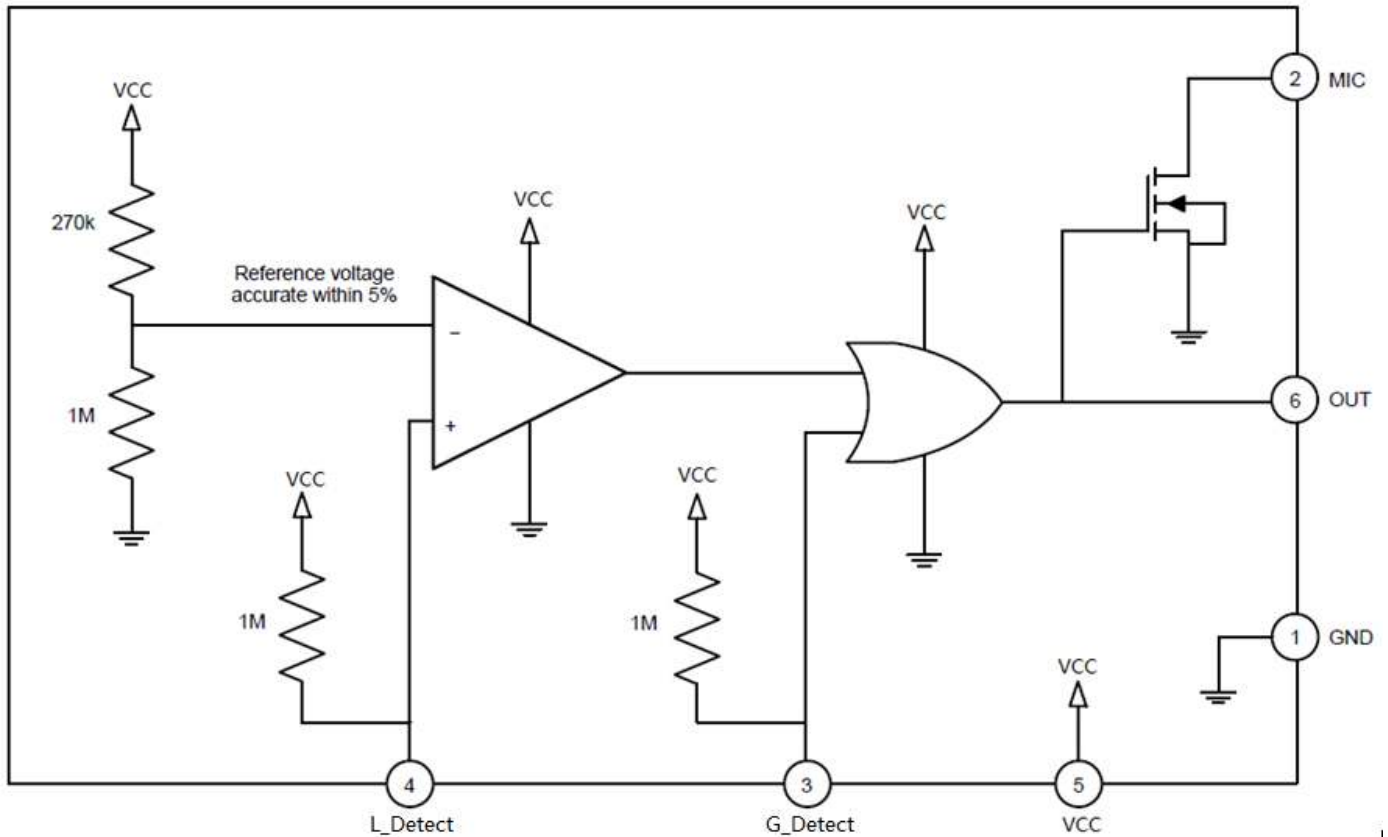 2
MIC
VCC
VCC
VCC
270k
Reference voltage
accurate within 5%
−
+
1M
6
OUT
VCC
VCC
1M
1M
1
GND
VCC
4
3
5
L_Detect
G_Detect
VCC